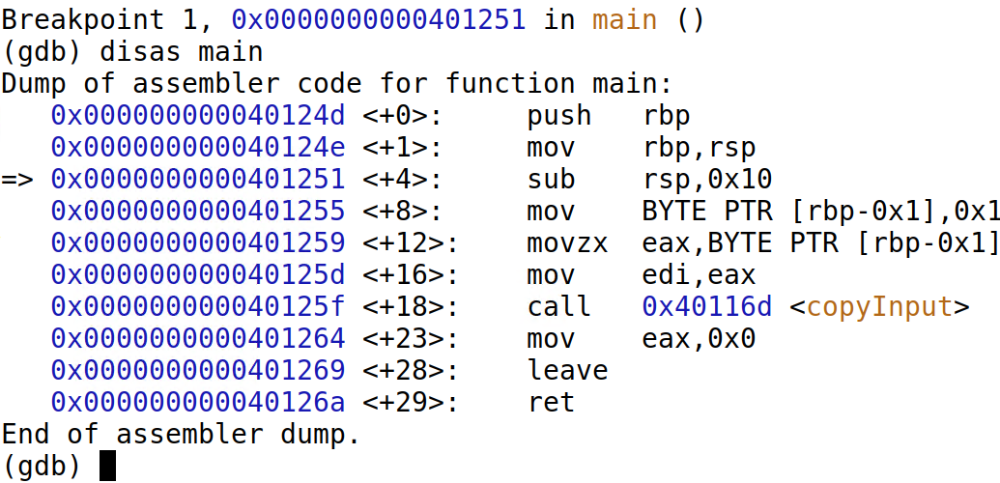 Breakpoint 1, 0x0000000000401251 in main ()
(gdb) disas main
Dump of assembler code for function main:
   0x000000000040124d <+0>:     push   rbp
   0x000000000040124e <+1>:     mov    rbp,rsp
=> 0x0000000000401251 <+4>:     sub    rsp,0x10
   0x0000000000401255 <+8>:     mov    BYTE PTR [rbp-0x1],0x1
   0x0000000000401259 <+12>:    movzx  eax,BYTE PTR [rbp-0x1]
   0x000000000040125d <+16>:    mov    edi,eax
   0x000000000040125f <+18>:    call   0x40116d <copyInput>
   0x0000000000401264 <+23>:    mov    eax,0x0
   0x0000000000401269 <+28>:    leave
   0x000000000040126a <+29>:    ret
End of assembler dump.
(gdb)